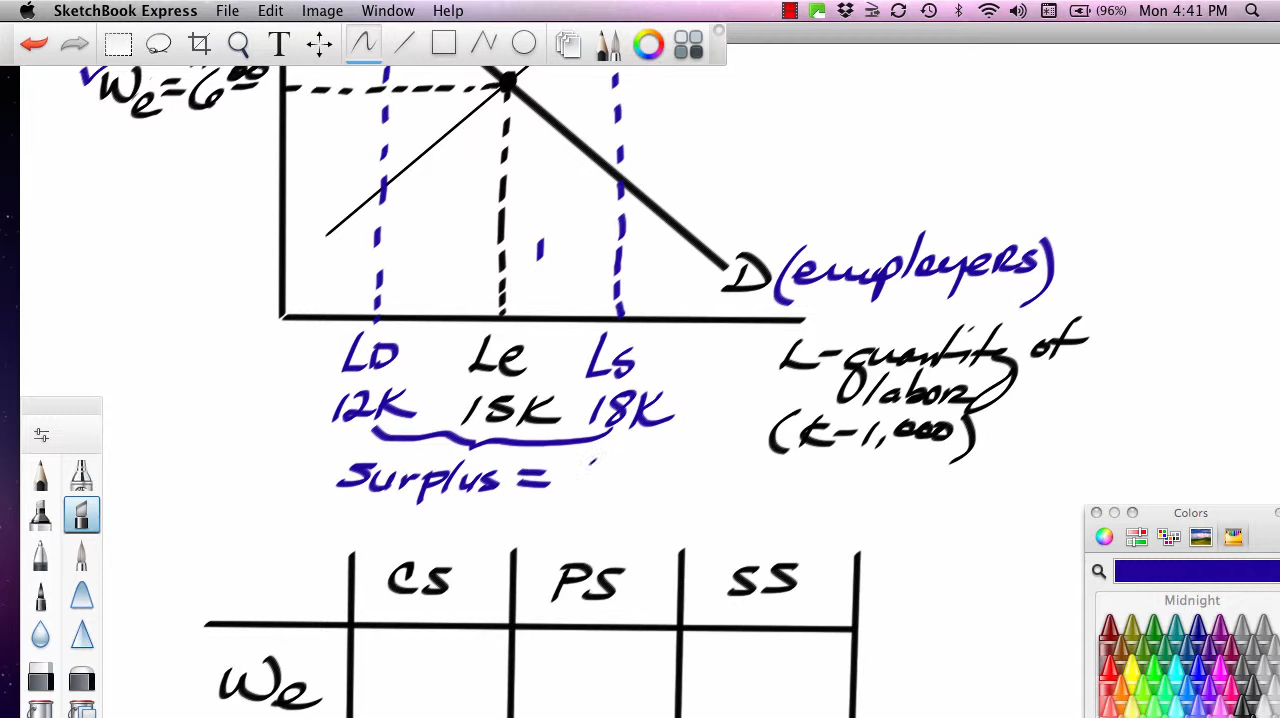 SketchBook Express File Edit Image Window Help (96%) Mon 4:41 PM
We = 6.00
D (employers)
LD Le Ls
12K 15K 18K
L-quantity of
labor
(K-1,000)
Surplus =
Colors
Midnight
CS PS SS
We